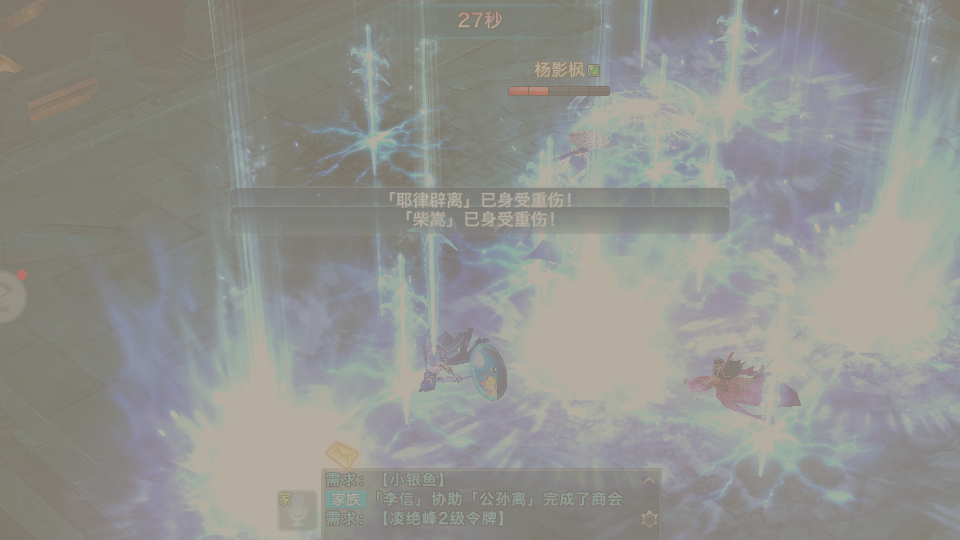 27秒
杨影枫
「耶律辟离」已身受重伤！
「柴嵩」已身受重伤！
需求：【小银鱼】
家 家族 「李信」协助「公孙离」完成了商会
需求：【凌绝峰2级令牌】